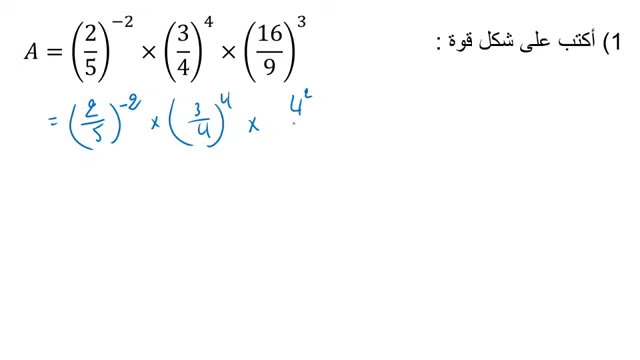 1) أكتب على شكل قوة :
A = (2/5)^-2 × (3/4)^4 × (16/9)^3
= (2/5)^-2 × (3/4)^4 × 4^2